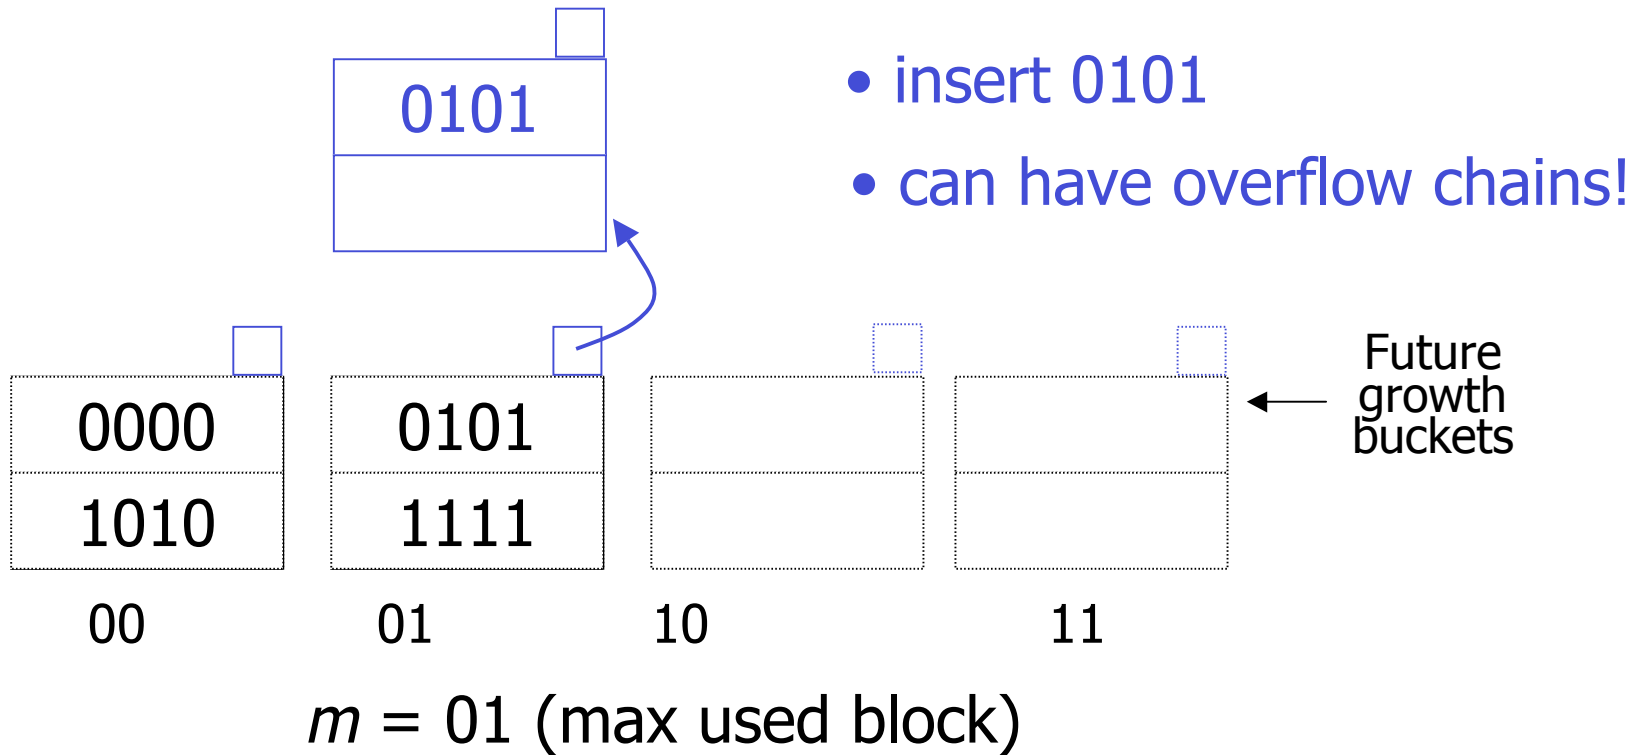 0101
• insert 0101
• can have overflow chains!
Future
growth
buckets
0000
0101
1010
1111
00
01
10
11
m = 01 (max used block)